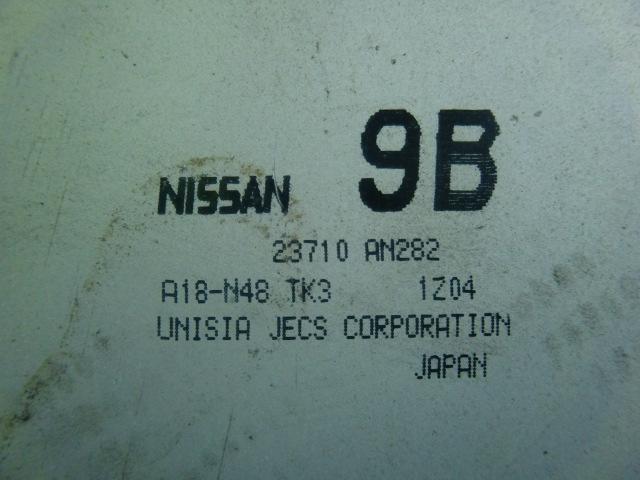 NISSAN 9B
23710 AN282
A18-N48 TK3 1Z04
UNISIA JECS CORPORATION
JAPAN